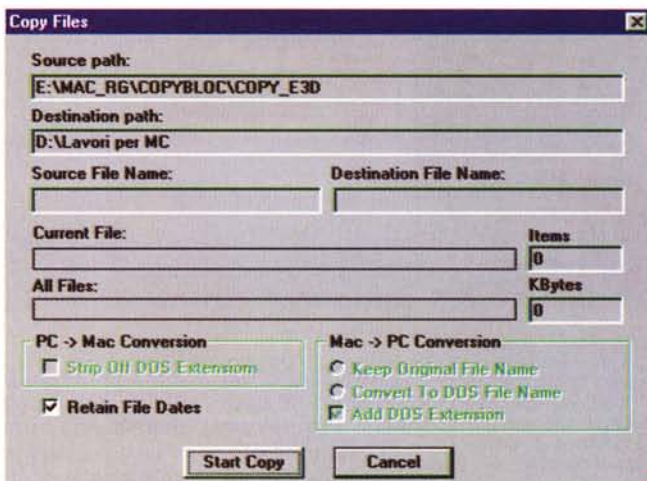 Copy Files
Source path:
E:\MAC_RG\COPYBLOC\COPY_E3D
Destination path:
D:\Lavori per MC
Source File Name: Destination File Name:
Current File: Items
0
All Files: KBytes
0
PC -> Mac Conversion Mac -> PC Conversion
Strip Off DOS Extensions Keep Original File Name
Convert To DOS File Name
Retain File Dates Add DOS Extension
Start Copy Cancel